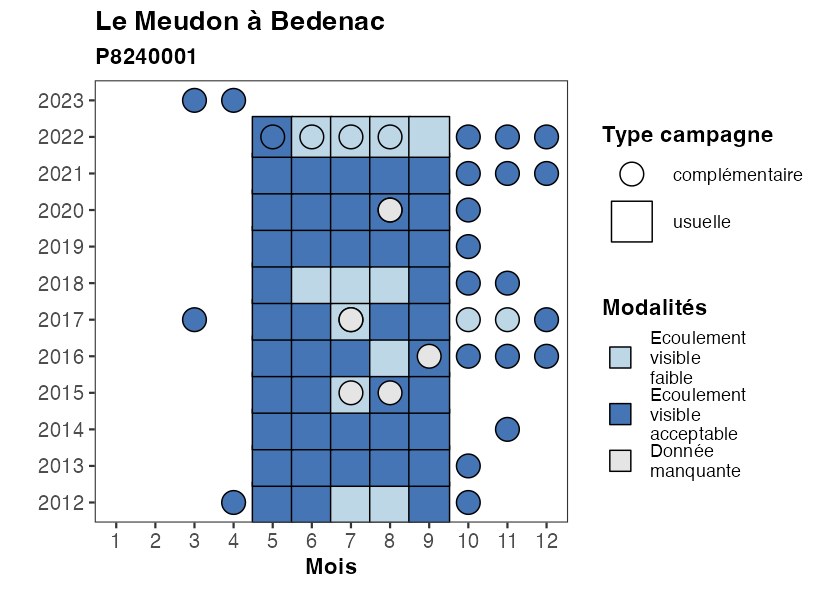 Le Meudon à Bedenac
P8240001
2023
2022
2021
2020
2019
2018
2017
2016
2015
2014
2013
2012
1 2 3 4 5 6 7 8 9 10 11 12
Mois
Type campagne
complémentaire
usuelle
Modalités
Ecoulement
visible
faible
Ecoulement
visible
acceptable
Donnée
manquante